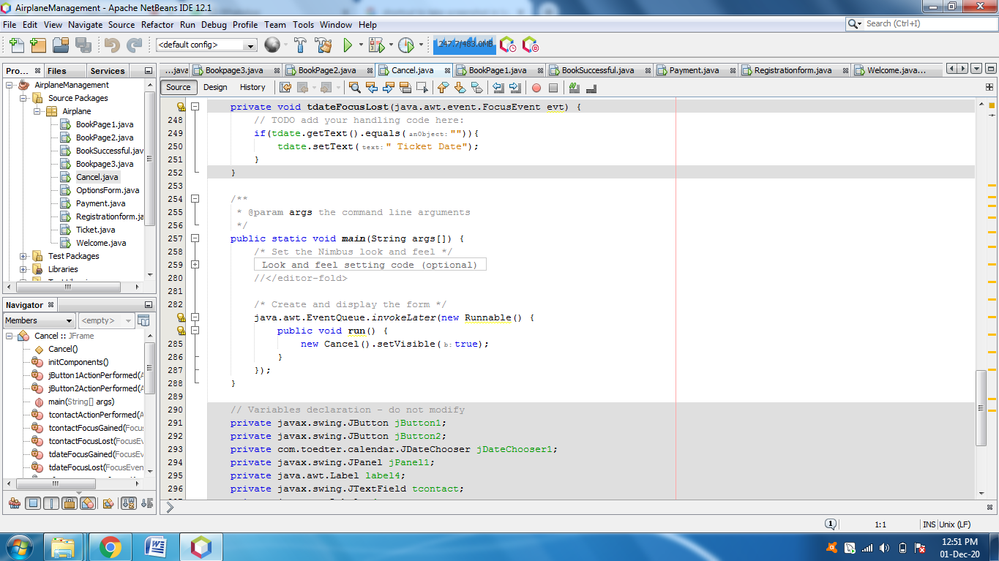 AirplaneManagement - Apache NetBeans IDE 12.1
File Edit View Navigate Source Refactor Run Debug Profile Team Tools Window Help
Search (Ctrl+I)
<default config>
247.7/483.0MB
Pro... Files Services
...java Bookpage3.java BookPage2.java Cancel.java BookPage1.java BookSuccessful.java Payment.java Registrationform.java Welcome.java...
Source Design History
AirplaneManagement
Source Packages
Airplane
BookPage1.java
BookPage2.java
BookSuccessful.jav
Bookpage3.java
Cancel.java
OptionsForm.java
Payment.java
Registrationform.ja
Ticket.java
Welcome.java
Test Packages
Libraries
Navigator
Members <empty>
Cancel :: JFrame
Cancel()
initComponents()
jButton1ActionPerformed(A
jButton2ActionPerformed(A
main(String[] args)
tcontactActionPerformed(A
tcontactFocusGained(Focus
tcontactFocusLost(FocusEv
tdateFocusGained(FocusE
tdateFocusLost(FocusEven
private void tdateFocusLost(java.awt.event.FocusEvent evt) {
248 // TODO add your handling code here:
249 if(tdate.getText().equals(anObject: "")){
250 tdate.setText(text: " Ticket Date");
251 }
252 }
253
254 /**
255 * @param args the command line arguments
256 */
257 public static void main(String args[]) {
258 /* Set the Nimbus look and feel */
259 Look and feel setting code (optional)
280 //</editor-fold>
281
282 /* Create and display the form */
java.awt.EventQueue.invokeLater(new Runnable() {
public void run() {
285 new Cancel().setVisible(b: true);
286 }
287 });
288 }
289
290 // Variables declaration - do not modify
291 private javax.swing.JButton jButton1;
292 private javax.swing.JButton jButton2;
293 private com.toedter.calendar.JDateChooser jDateChooser1;
294 private javax.swing.JPanel jPanel1;
295 private java.awt.Label label4;
296 private javax.swing.JTextField tcontact;
1 1:1 INS Unix (LF)
12:51 PM
01-Dec-20